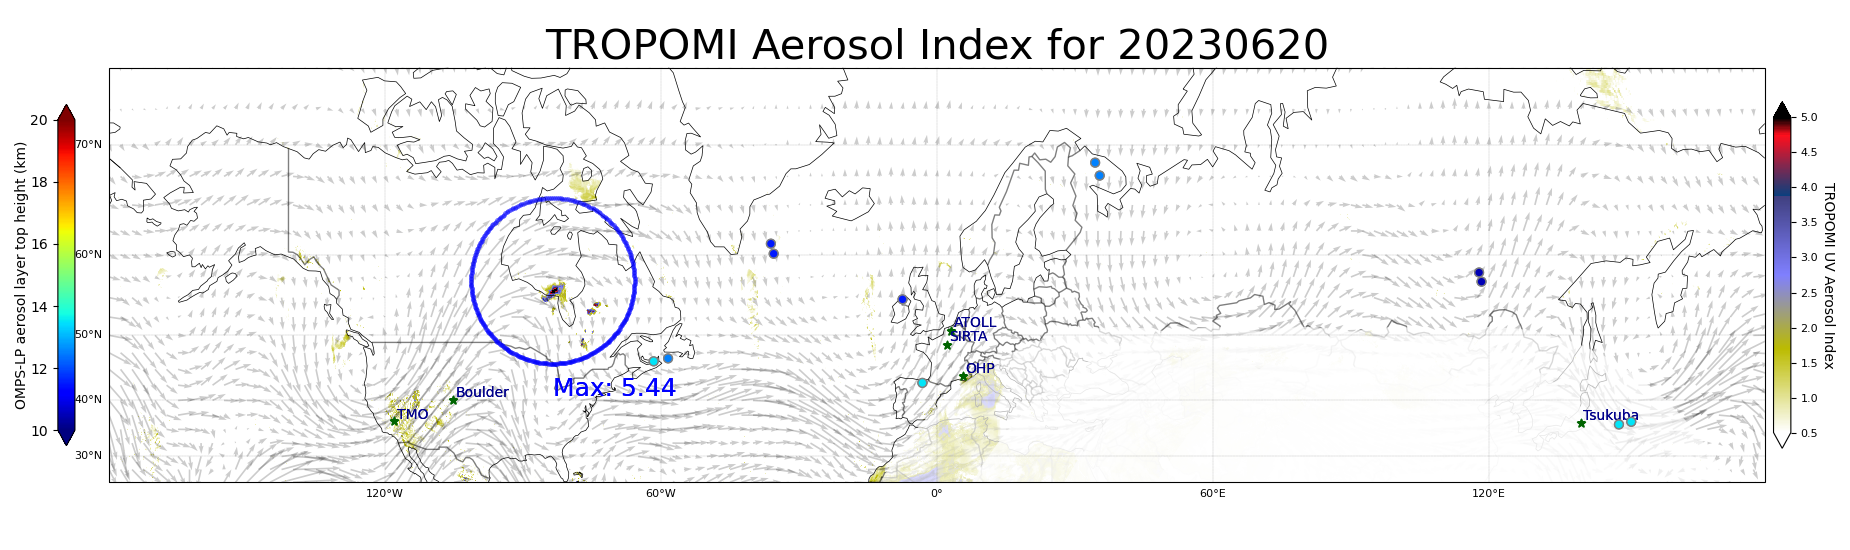 TROPOMI Aerosol Index for 20230620
OMPS-LP aerosol layer top height (km)
20
18
16
14
12
10
70°N
60°N
50°N
40°N
30°N
120°W
60°W
0°
60°E
120°E
ATOLL
SIRTA
OHP
Boulder
TMO
Max: 5.44
Tsukuba
5.0
4.5
4.0
3.5
3.0
2.5
2.0
1.5
1.0
0.5
TROPOMI UV Aerosol Index